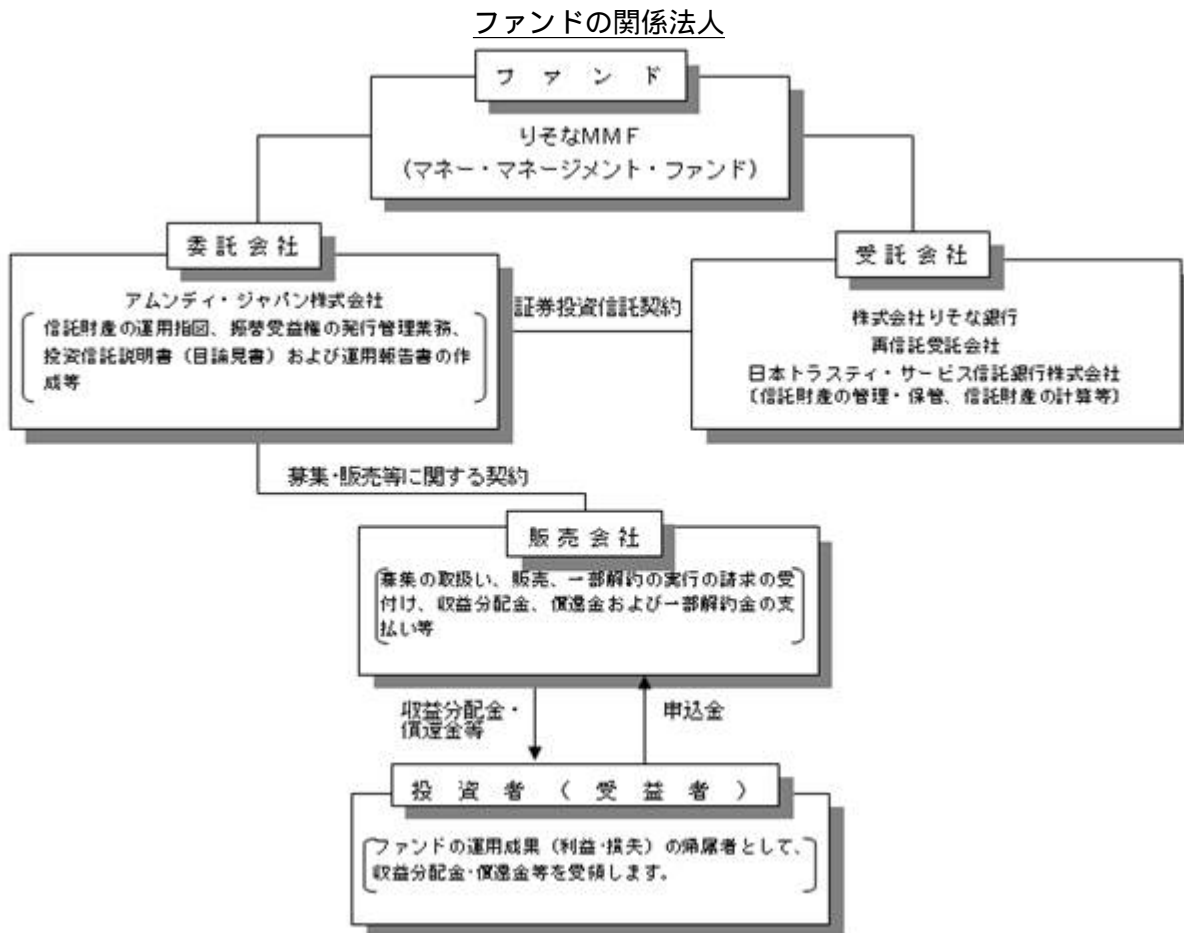 ファンドの関係法人
ファンド
りそなMMF
(マネー・マネージメント・ファンド)
委託会社
アムンディ・ジャパン株式会社
信託財産の運用指図、振替受益権の発行管理業務、
投資信託説明書(目論見書)および運用報告書の作
成等
証券投資信託契約
受託会社
株式会社りそな銀行
再信託受託会社
日本トラスティ・サービス信託銀行株式会社
〔信託財産の管理・保管、信託財産の計算等〕
募集・販売等に関する契約
販売会社
募集の取扱い、販売、一部解約の実行の請求の受
付け、収益分配金、償還金および一部解約金の支
払い等
収益分配金・
償還金等
申込金
投資者(受益者)
ファンドの運用成果(利益・損失)の帰属者として、
収益分配金・償還金等を受領します。